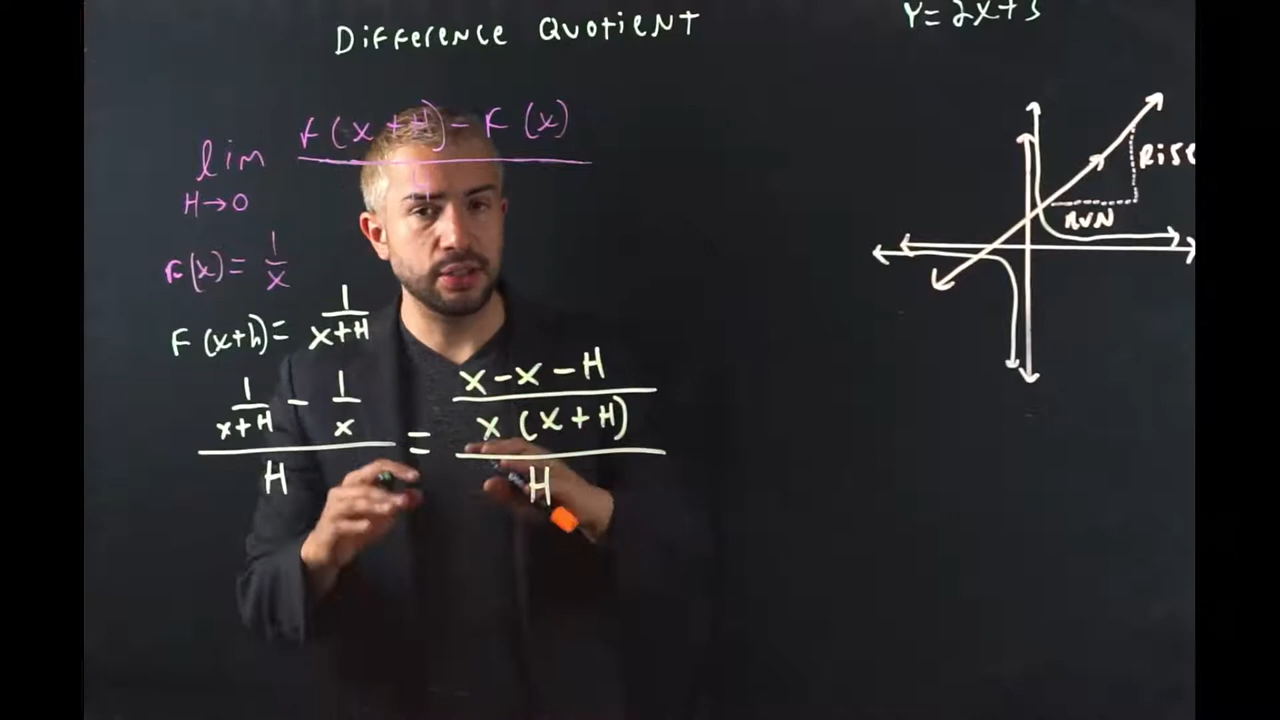 Difference Quotient
Y = 2x + 3
lim F(x+H) - F(x)
H→0 H
F(x) = 1/x
F(x+h) = 1/(x+H)
1/(x+H) - 1/x = x - x - H
x (x+H)
H H
Rise
Run